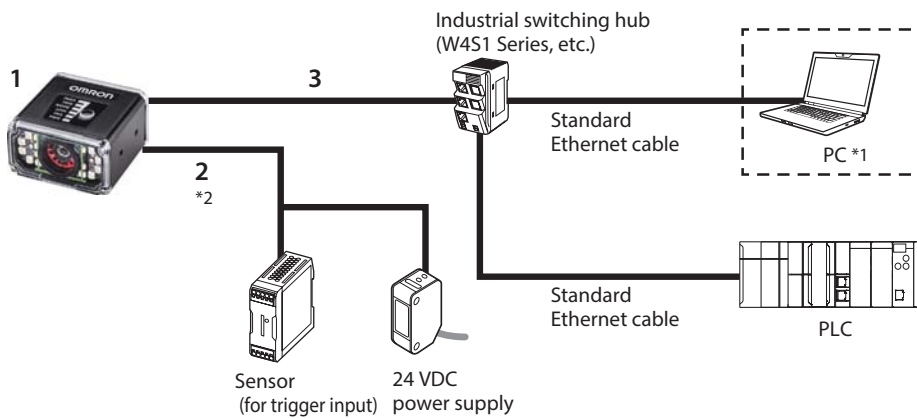 Industrial switching hub
(W4S1 Series, etc.)
1
OMRON
3
Standard
Ethernet cable
PC *1
2
*2
Standard
Ethernet cable
PLC
Sensor
(for trigger input)
24 VDC
power supply